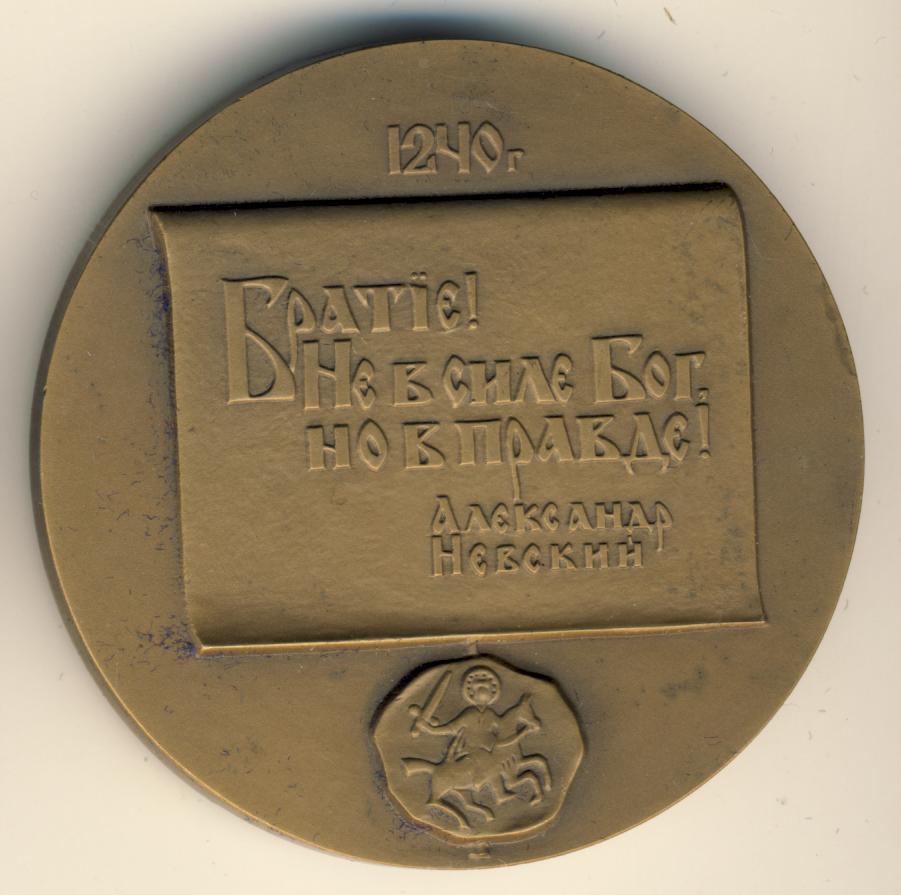 1240г
Братїе!
Не в силе Бог,
но в правде!
Александр
Невский